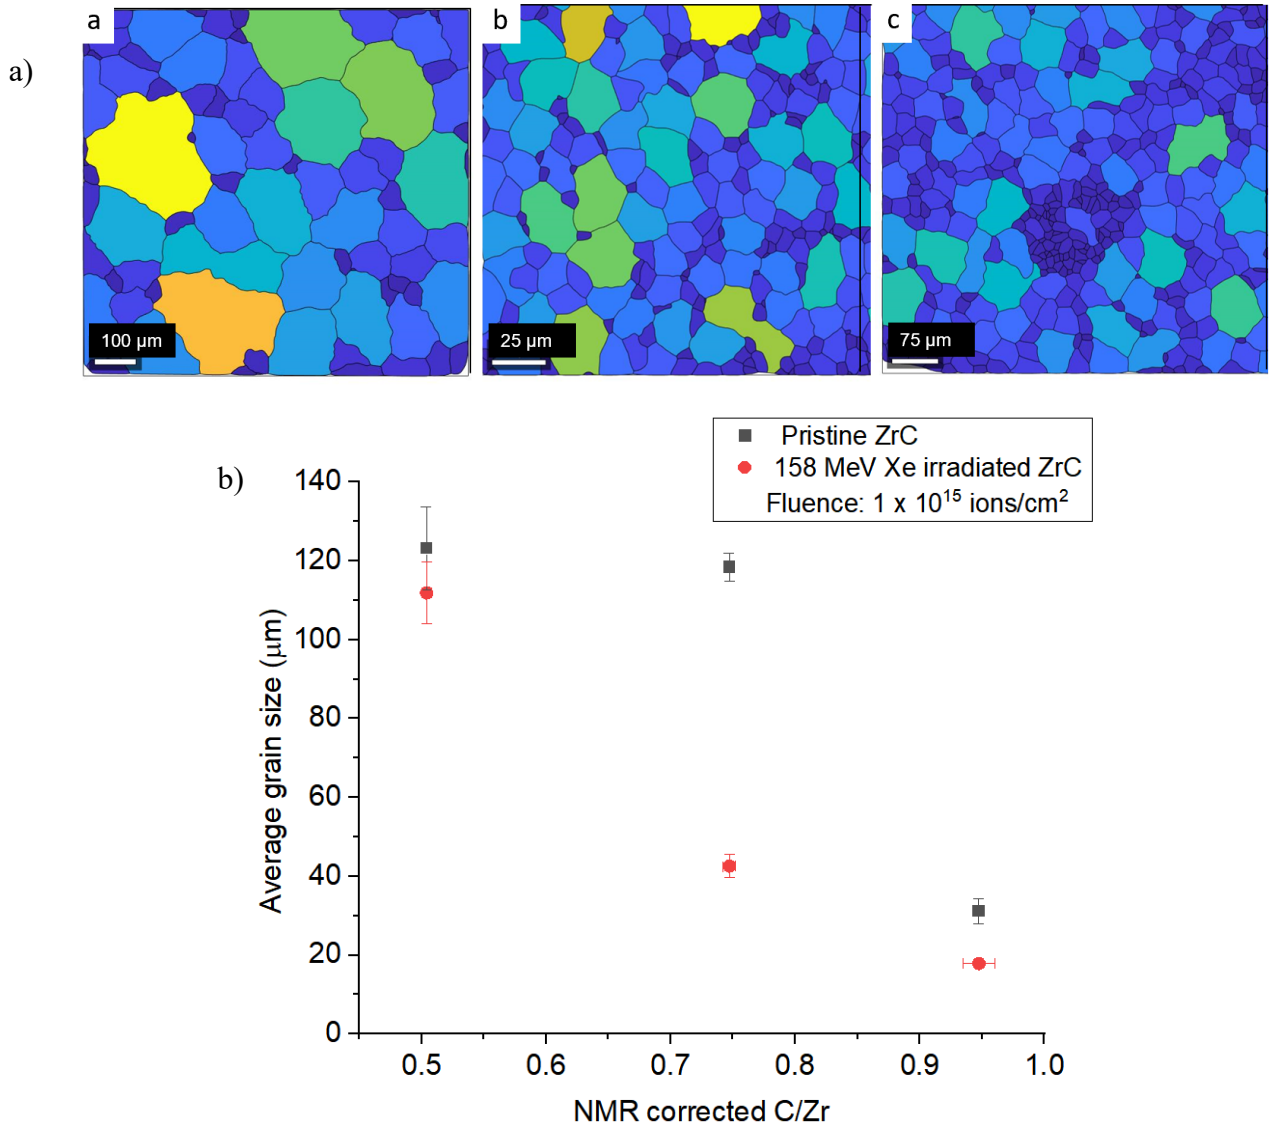 a)
a
b
c
100 µm
25 µm
75 µm
b)
Pristine ZrC
158 MeV Xe irradiated ZrC
Fluence: 1 x 10¹⁵ ions/cm²
140
120
100
80
60
40
20
0
Average grain size (µm)
0.5 0.6 0.7 0.8 0.9 1.0
NMR corrected C/Zr